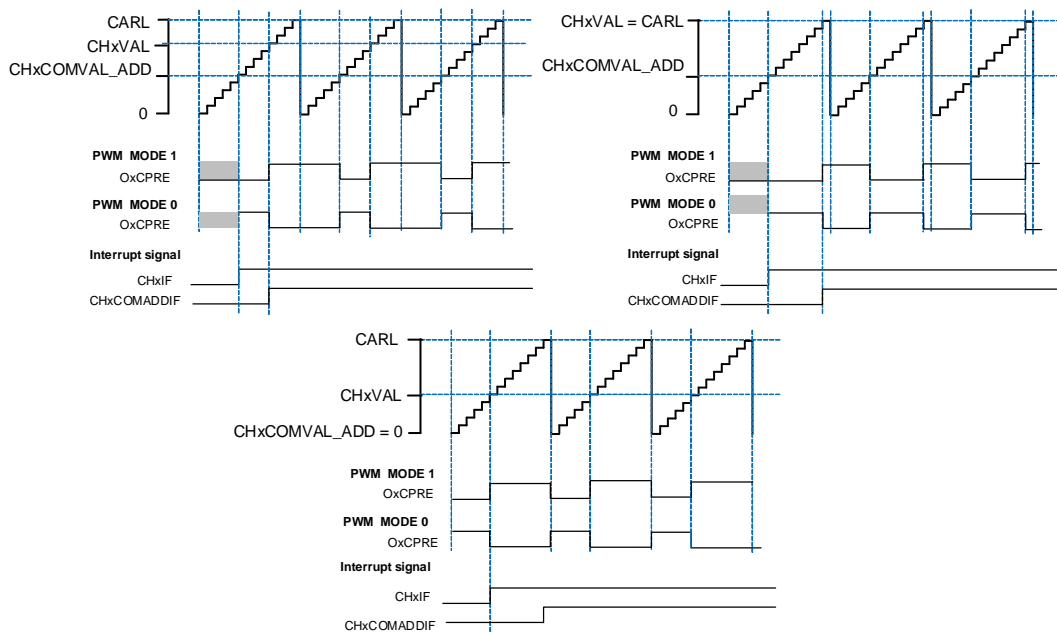 CARL
CHxVAL
CHxCOMVAL_ADD
0
PWM MODE 1
OxCPRE
PWM MODE 0
OxCPRE
Interrupt signal
CHxIF
CHxCOMADDIF
CHxVAL = CARL
CHxCOMVAL_ADD
0
PWM MODE 1
OxCPRE
PWM MODE 0
OxCPRE
Interrupt signal
CHxIF
CHxCOMADDIF
CARL
CHxVAL
CHxCOMVAL_ADD = 0
PWM MODE 1
OxCPRE
PWM MODE 0
OxCPRE
Interrupt signal
CHxIF
CHxCOMADDIF